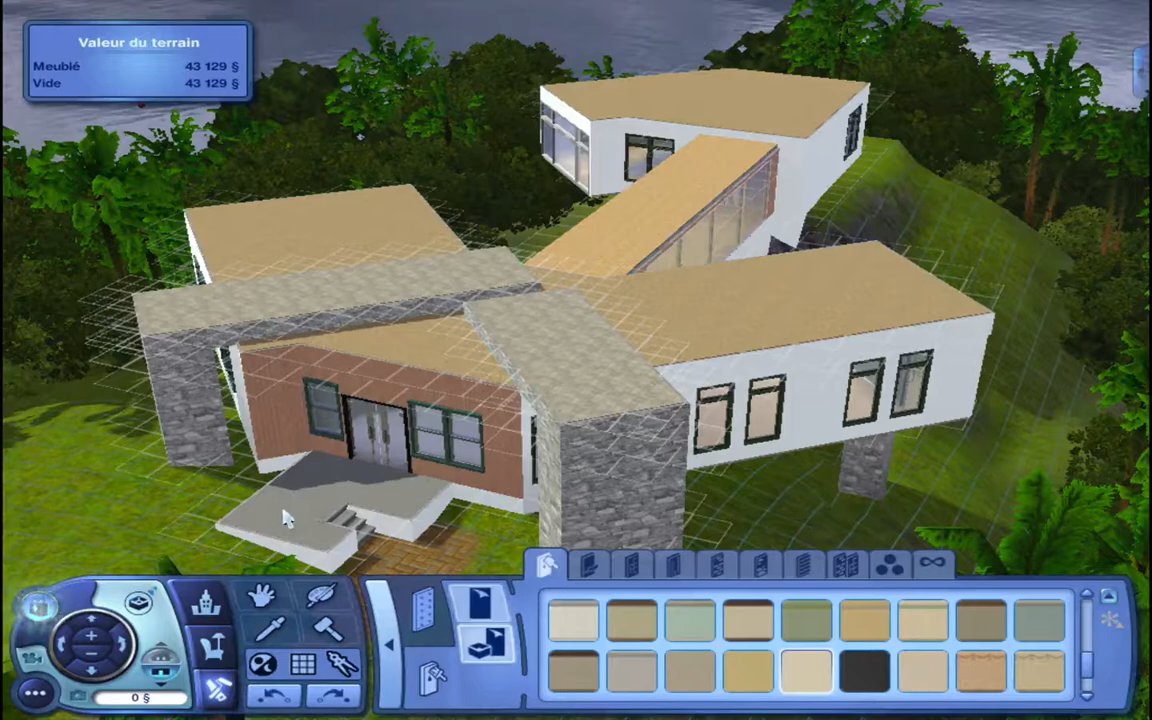 Valeur du terrain
Meublé 43 129 §
Vide 43 129 §
0 §